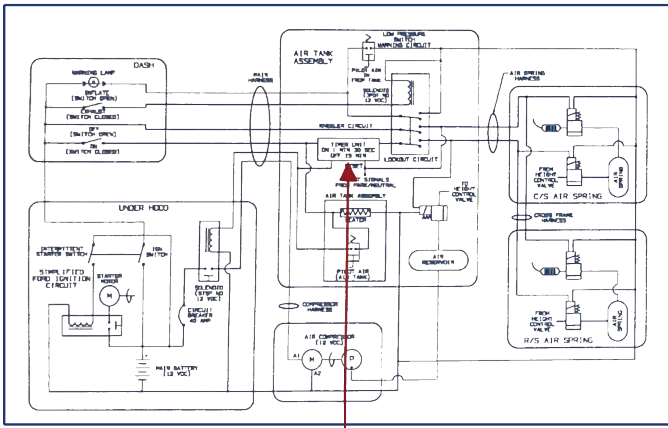 DASH
WARNING LAMP
INFLATE
(SWITCH OPEN)
EXHAUST
(SWITCH CLOSED)
OFF
(SWITCH OPEN)
ON
(SWITCH CLOSED)
MAIN
HARNESS
AIR TANK
ASSEMBLY
LOW PRESSURE
SWITCH
WARNING CIRCUIT
PILOT AIR
FROM TANK
SOLENOID
(SPDT NO
12 VDC)
KNEELER CIRCUIT
TIMER UNIT
ON 1 MIN 30 SEC
OFF 15 MIN
LOCKOUT CIRCUIT
SIGNALS
FROM PARK/NEUTRAL
AIR TANK ASSEMBLY
HEATER
PILOT AIR
(AIR TANK)
TO
HEIGHT
CONTROL
VALVE
AIR
RESERVOIR
AIR SPRING
HARNESS
FROM
HEIGHT
CONTROL
VALVE
AIR
SPRING
C/S AIR SPRING
CROSS FRAME
HARNESS
FROM
HEIGHT
CONTROL
VALVE
AIR
SPRING
R/S AIR SPRING
UNDER HOOD
INTERMITTENT
STARTER SWITCH
IGN
SWITCH
SIMPLIFIED
FORD IGNITION
CIRCUIT
STARTER
MOTOR
M
SOLENOID
(SPST NO
12 VDC)
CIRCUIT
BREAKER
40 AMP
MAIN BATTERY
(12 VDC)
COMPRESSOR
HARNESS
AIR COMPRESSOR
(12 VDC)
A1
M
P
A2